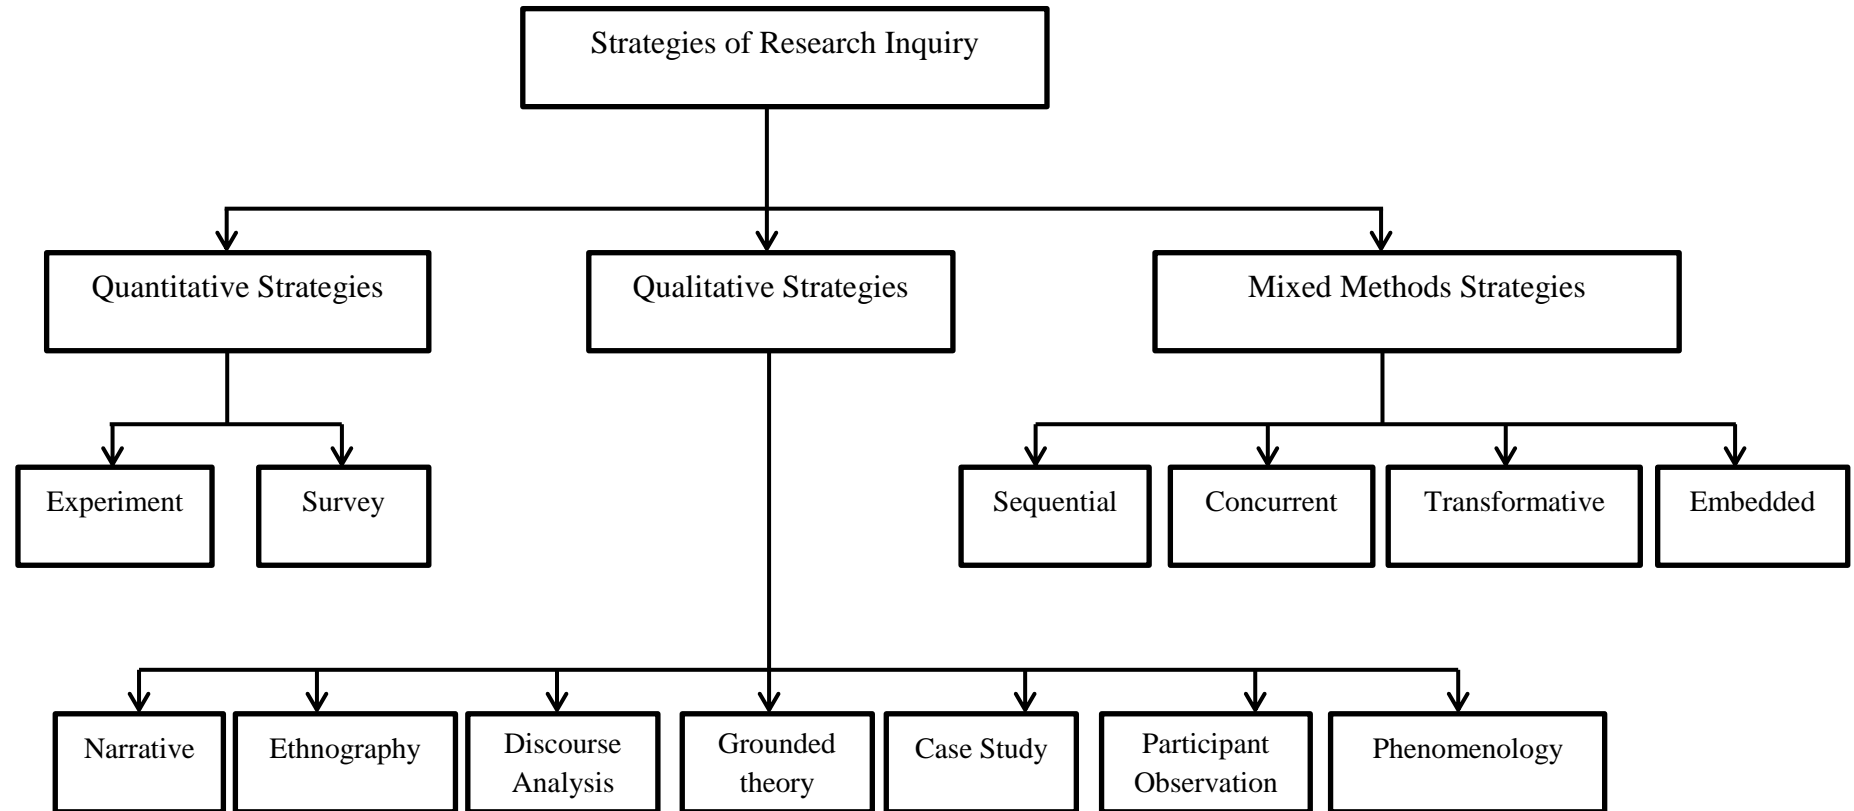 Strategies of Research Inquiry
Quantitative Strategies
Qualitative Strategies
Mixed Methods Strategies
Experiment
Survey
Sequential
Concurrent
Transformative
Embedded
Narrative
Ethnography
Discourse
Analysis
Grounded
theory
Case Study
Participant
Observation
Phenomenology